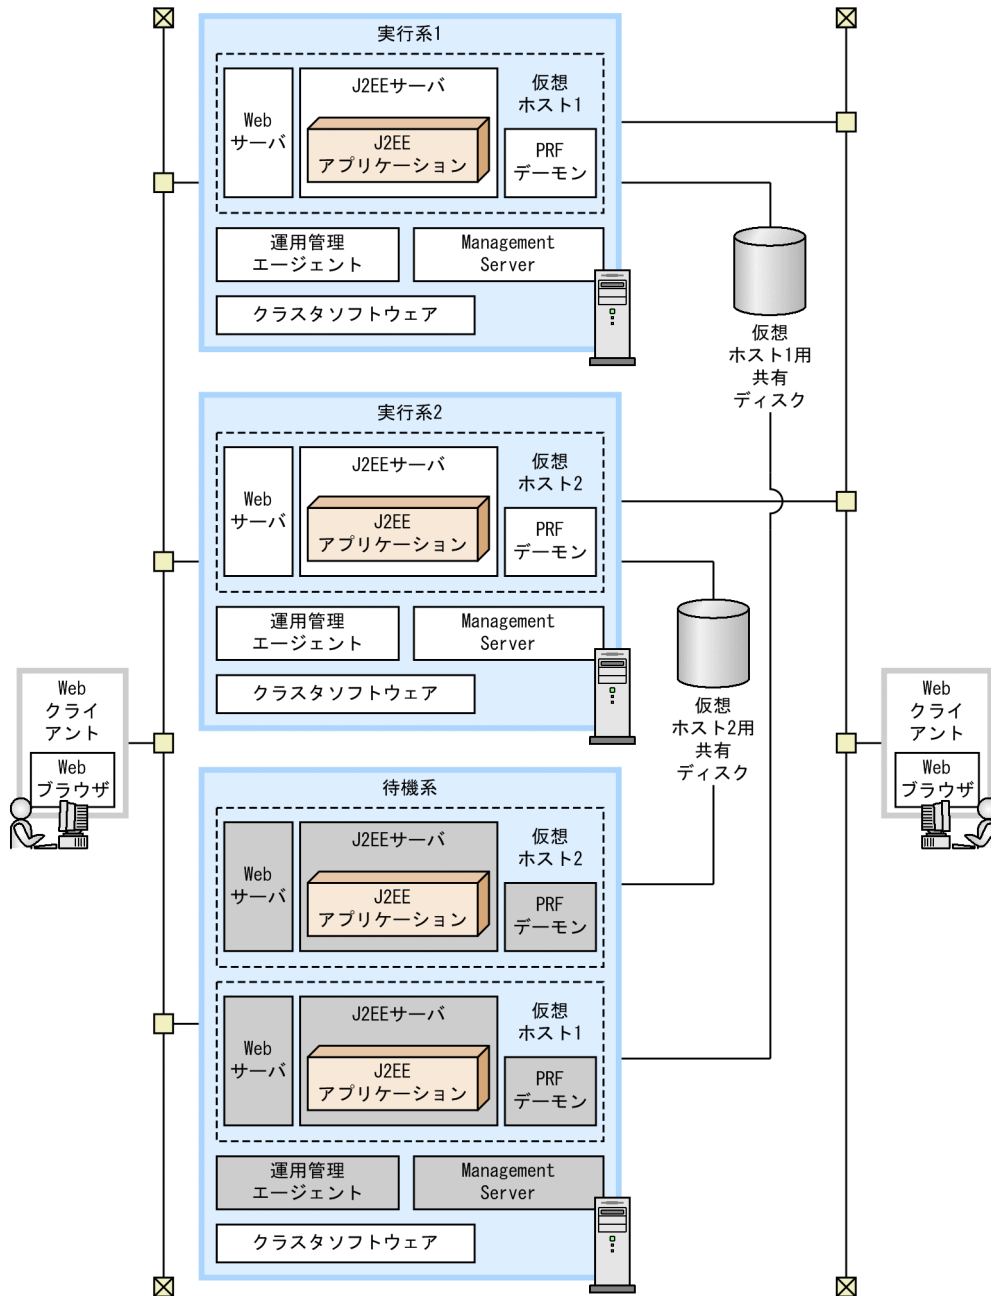 実行系1
Web
サーバ
J2EEサーバ
J2EE
アプリケーション
仮想
ホスト1
PRF
デーモン
運用管理
エージェント
Management
Server
クラスタソフトウェア
仮想
ホスト1用
共有
ディスク
実行系2
Web
サーバ
J2EEサーバ
J2EE
アプリケーション
仮想
ホスト2
PRF
デーモン
運用管理
エージェント
Management
Server
クラスタソフトウェア
仮想
ホスト2用
共有
ディスク
Web
クライ
アント
Web
ブラウザ
Web
クライ
アント
Web
ブラウザ
待機系
Web
サーバ
J2EEサーバ
J2EE
アプリケーション
仮想
ホスト2
PRF
デーモン
Web
サーバ
J2EEサーバ
J2EE
アプリケーション
仮想
ホスト1
PRF
デーモン
運用管理
エージェント
Management
Server
クラスタソフトウェア